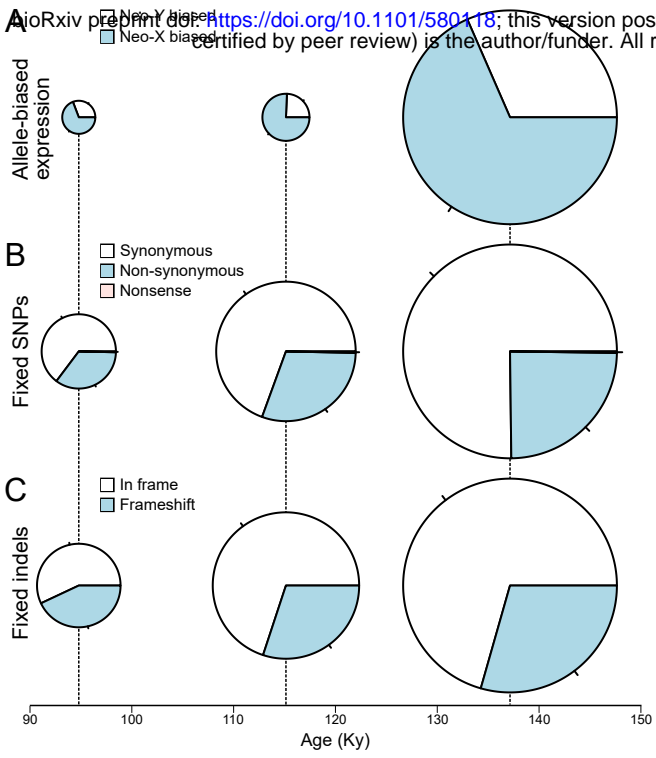 A
bioRxiv preprint doi: https://doi.org/10.1101/580118; this version pos
certified by peer review) is the author/funder. All r
Neo-Y biased
Neo-X biased
Allele-biased
expression
B
Synonymous
Non-synonymous
Nonsense
Fixed SNPs
C
In frame
Frameshift
Fixed indels
90 100 110 120 130 140 150
Age (Ky)